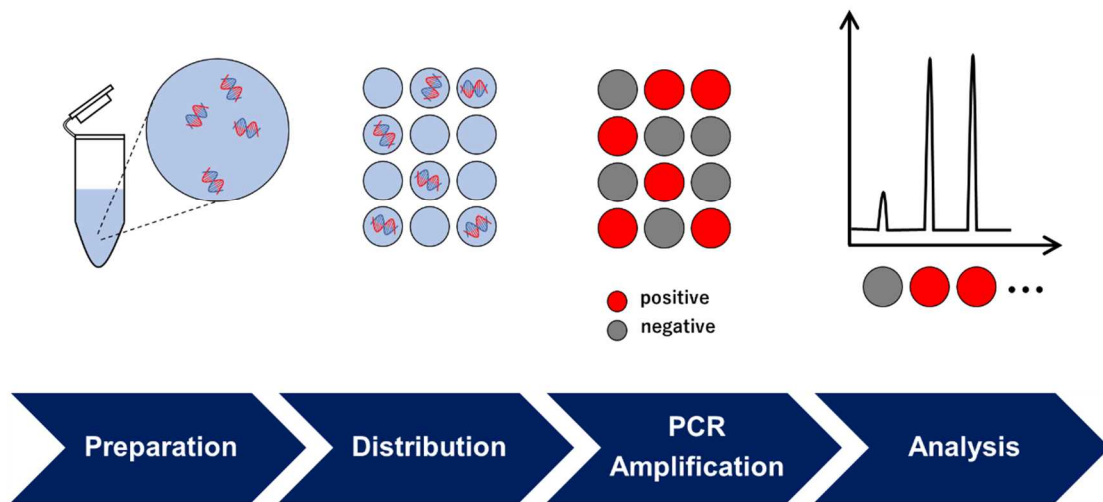 positive
negative
Preparation
Distribution
PCR
Amplification
Analysis